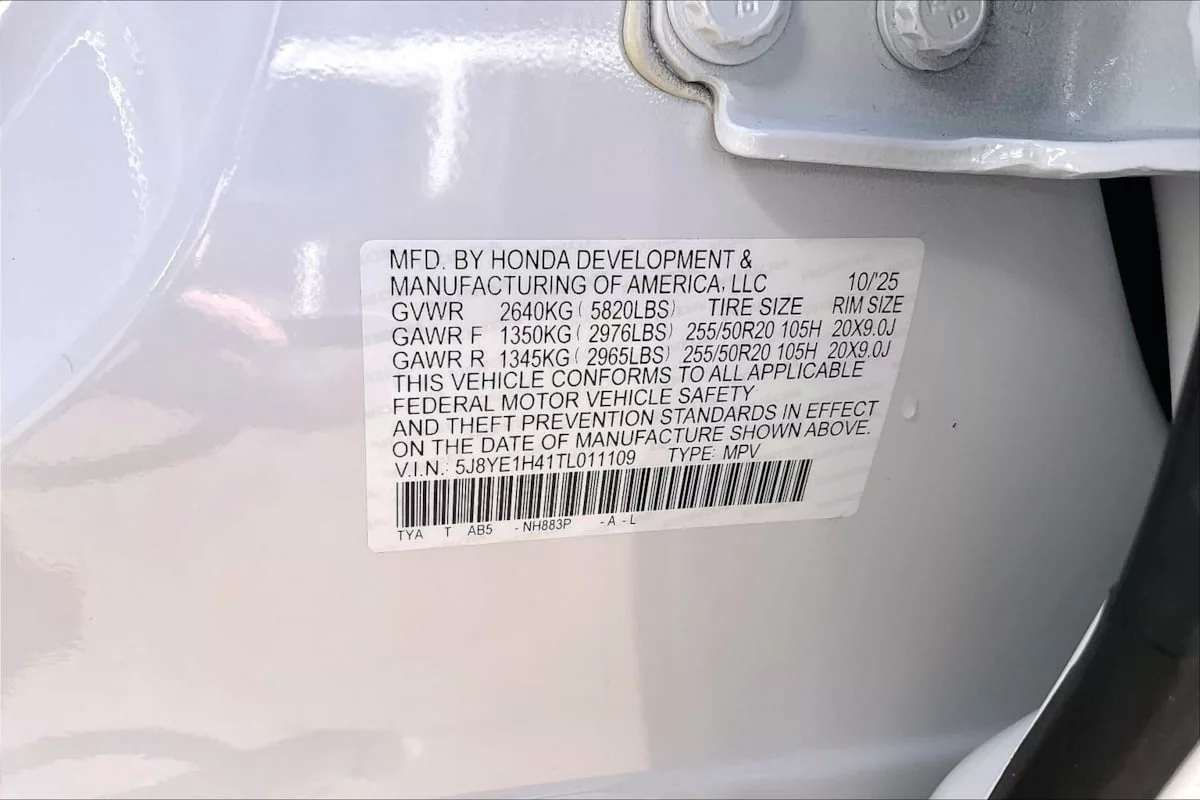 MFD. BY HONDA DEVELOPMENT &
MANUFACTURING OF AMERICA, LLC 10/'25
GVWR 2640KG ( 5820LBS) TIRE SIZE RIM SIZE
GAWR F 1350KG ( 2976LBS) 255/50R20 105H 20X9.0J
GAWR R 1345KG ( 2965LBS) 255/50R20 105H 20X9.0J
THIS VEHICLE CONFORMS TO ALL APPLICABLE
FEDERAL MOTOR VEHICLE SAFETY
AND THEFT PREVENTION STANDARDS IN EFFECT
ON THE DATE OF MANUFACTURE SHOWN ABOVE.
V.I.N.: 5J8YE1H41TL011109 TYPE: MPV
TYA T AB5 - NH883P - A - L